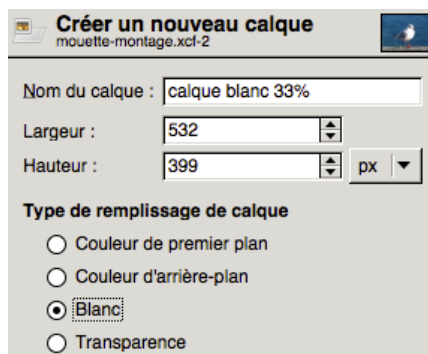 Créer un nouveau calque
mouette-montage.xcf-2
Nom du calque : calque blanc 33%
Largeur : 532
Hauteur : 399 px
Type de remplissage de calque
Couleur de premier plan
Couleur d'arrière-plan
Blanc
Transparence